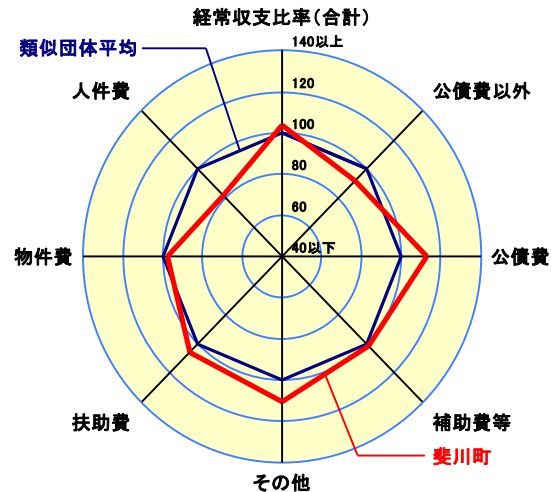 経常収支比率（合計）
140以上
類似団体平均
人件費
公債費以外
120
100
80
60
40以下
物件費
公債費
扶助費
補助費等
斐川町
その他